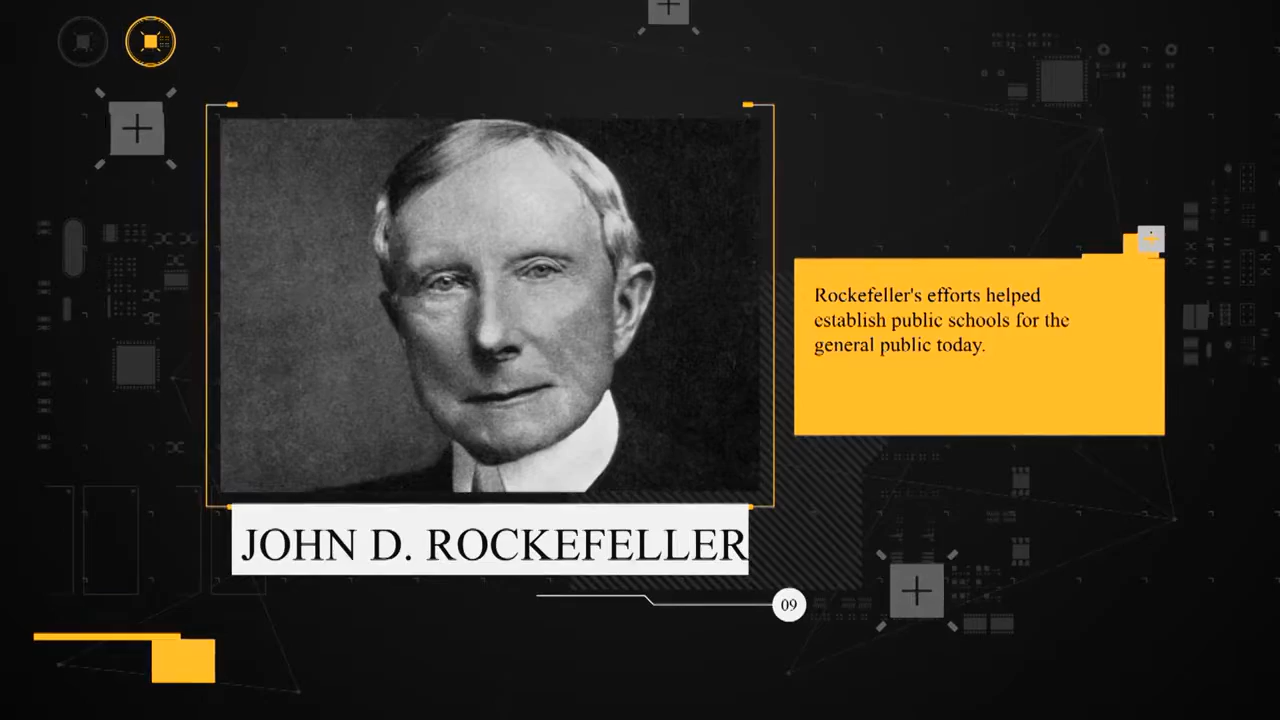 Rockefeller's efforts helped
establish public schools for the
general public today.
JOHN D. ROCKEFELLER
09